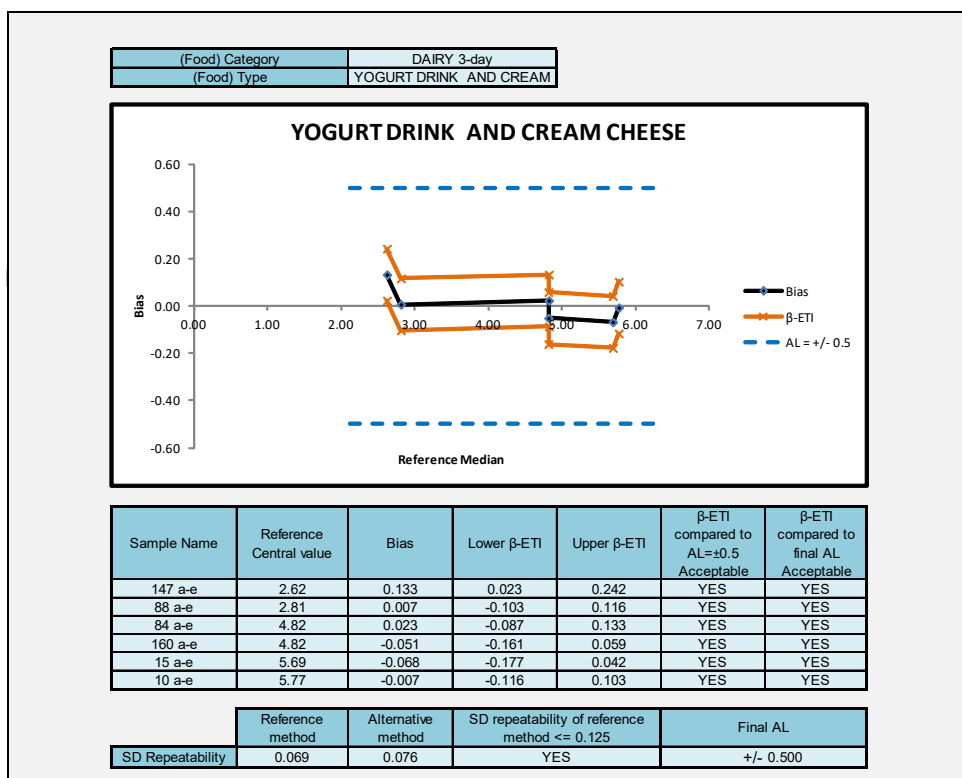 (Food) Category DAIRY 3-day
(Food) Type YOGURT DRINK AND CREAM
YOGURT DRINK AND CREAM CHEESE
0.60
0.40
0.20
0.00
-0.20
-0.40
-0.60
Bias
0.00 1.00 2.00 3.00 4.00 5.00 6.00 7.00
Reference Median
Bias
β-ETI
AL = +/- 0.5
Sample Name Reference Central value Bias Lower β-ETI Upper β-ETI β-ETI compared to AL=±0.5 Acceptable β-ETI compared to final AL Acceptable
147 a-e 2.62 0.133 0.023 0.242 YES YES
88 a-e 2.81 0.007 -0.103 0.116 YES YES
84 a-e 4.82 0.023 -0.087 0.133 YES YES
160 a-e 4.82 -0.051 -0.161 0.059 YES YES
15 a-e 5.69 -0.068 -0.177 0.042 YES YES
10 a-e 5.77 -0.007 -0.116 0.103 YES YES
Reference method Alternative method SD repeatability of reference method <= 0.125 Final AL
SD Repeatability 0.069 0.076 YES +/- 0.500